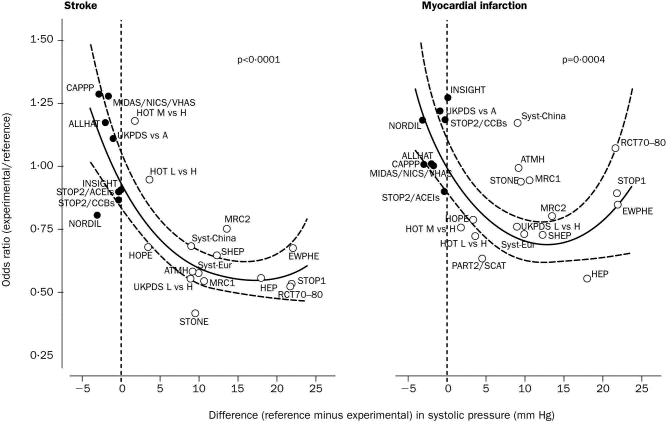 Stroke
Myocardial infarction
Odds ratio (experimental/reference)
1·50
1·25
1·00
0·75
0·50
0·25
p<0·0001
CAPPP
MIDAS/NICS/VHAS
HOT M vs H
ALLHAT
UKPDS vs A
HOT L vs H
INSIGHT
STOP2/ACEIs
STOP2/CCBs
NORDIL
MRC2
Syst-China
HOPE
SHEP
EWPHE
Syst-Eur
ATMH
UKPDS L vs H
MRC1
HEP
STOP1
RCT70–80
STONE
−5
0
5
10
15
20
25
p=0·0004
INSIGHT
UKPDS vs A
NORDIL
STOP2/CCBs
Syst-China
RCT70–80
ALLHAT
CAPPP
MIDAS/NICS/VHAS
ATMH
STONE
MRC1
STOP2/ACEIs
STOP1
MRC2
EWPHE
HOPE
HOT M vs H
UKPDS L vs H
HOT L vs H
Syst-Eur
SHEP
PART2/SCAT
HEP
−5
0
5
10
15
20
25
Difference (reference minus experimental) in systolic pressure (mm Hg)